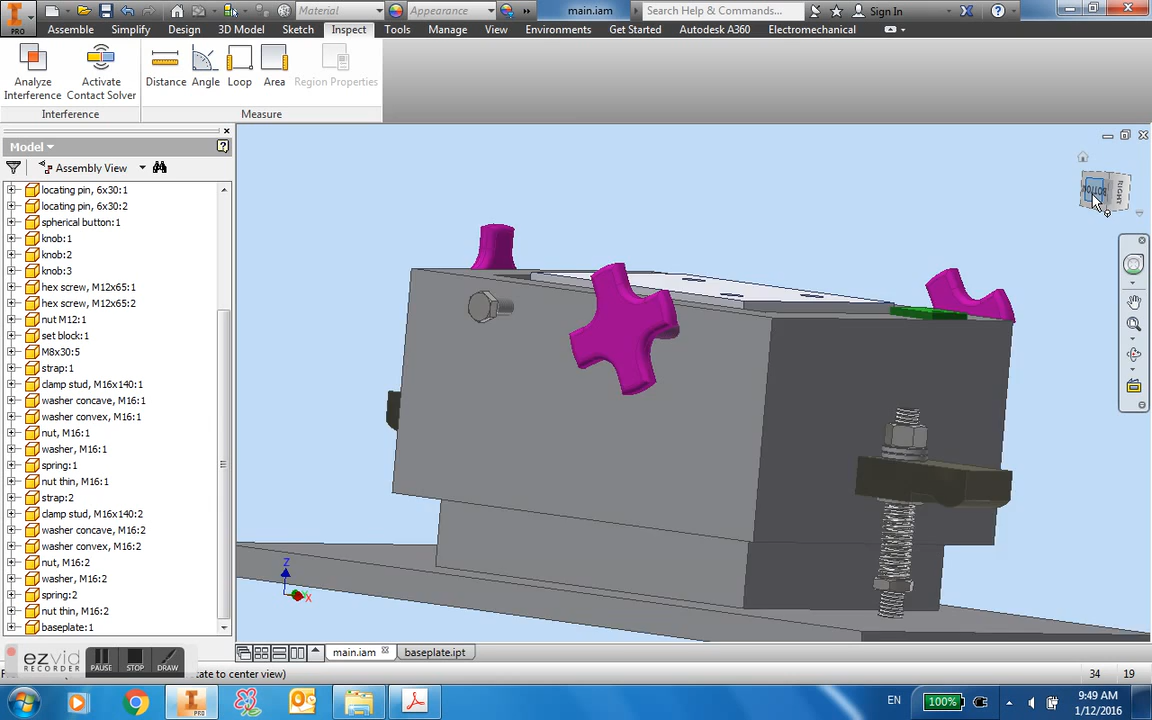 PRO
Material
Appearance
main.iam
Search Help & Commands...
Sign In
Assembly
Simplify
Design
3D Model
Sketch
Inspect
Tools
Manage
View
Environments
Get Started
Autodesk A360
Electromechanical
Analyze
Interference
Activate
Contact Solver
Distance
Angle
Loop
Area
Region Properties
Interference
Measure
Model
Assembly View
locating pin, 6x30:1
locating pin, 6x30:2
spherical button:1
knob:1
knob:2
knob:3
hex screw, M12x65:1
hex screw, M12x65:2
nut M12:1
set block:1
M8x30:5
strap:1
clamp stud, M16x140:1
washer concave, M16:1
washer convex, M16:1
nut, M16:1
washer, M16:1
spring:1
nut thin, M16:1
strap:2
clamp stud, M16x140:2
washer concave, M16:2
washer convex, M16:2
nut, M16:2
washer, M16:2
spring:2
nut thin, M16:2
baseplate:1
BOTTOM
RIGHT
Z
X
main.iam
baseplate.ipt
ezvid
RECORDER
PAUSE
STOP
DRAW
ate to center view)
34
19
PRO
EN
100%
9:49 AM
1/12/2016